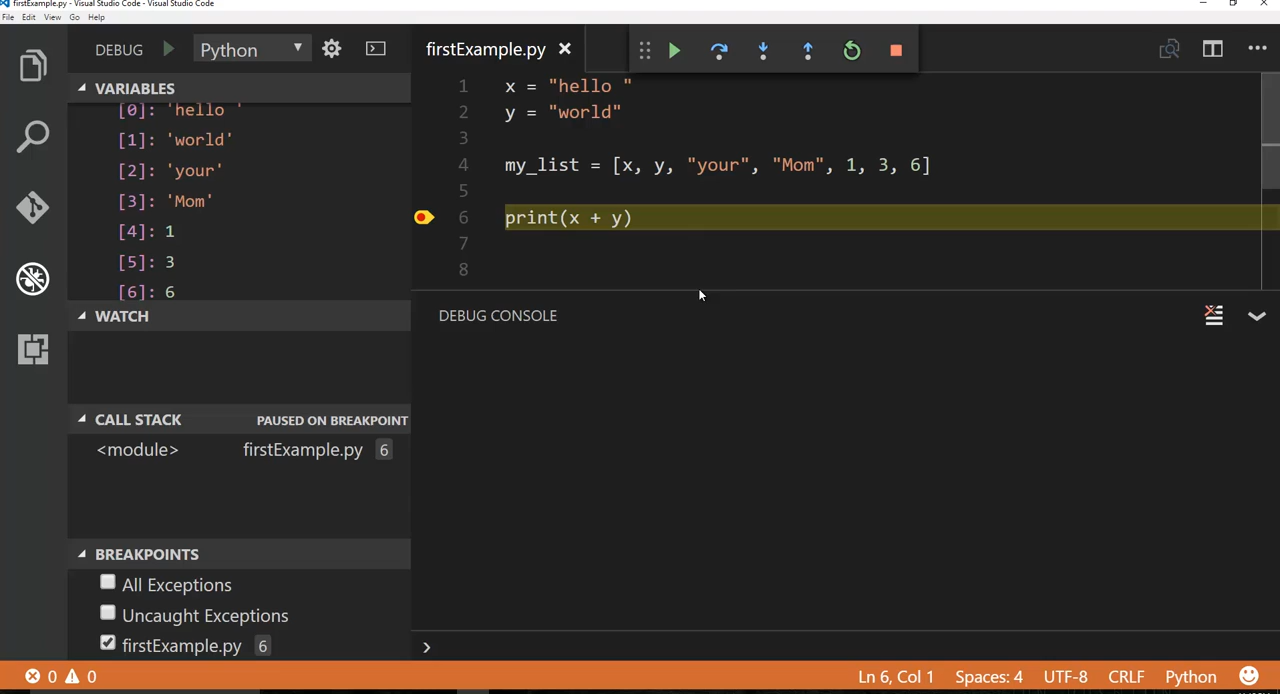 firstExample.py - Visual Studio Code - Visual Studio Code
File Edit View Go Help
DEBUG Python
firstExample.py
VARIABLES
[0]: 'hello '
[1]: 'world'
[2]: 'your'
[3]: 'Mom'
[4]: 1
[5]: 3
[6]: 6
WATCH
CALL STACK PAUSED ON BREAKPOINT
<module> firstExample.py 6
BREAKPOINTS
All Exceptions
Uncaught Exceptions
firstExample.py 6
1 x = "hello "
2 y = "world"
3
4 my_list = [x, y, "your", "Mom", 1, 3, 6]
5
6 print(x + y)
7
8
DEBUG CONSOLE
0 0 Ln 6, Col 1 Spaces: 4 UTF-8 CRLF Python